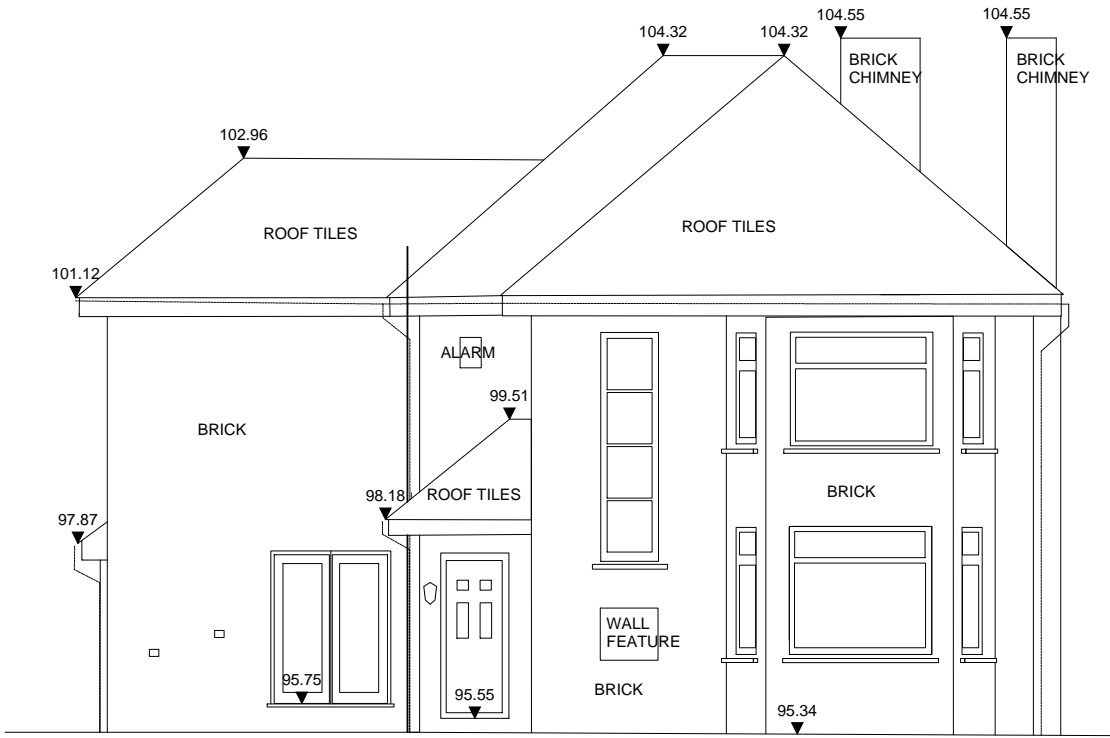 104.55
104.55
104.32
104.32
BRICK
CHIMNEY
BRICK
CHIMNEY
102.96
ROOF TILES
ROOF TILES
101.12
ALARM
99.51
BRICK
ROOF TILES
98.18
BRICK
97.87
WALL
FEATURE
95.75
95.55
BRICK
95.34